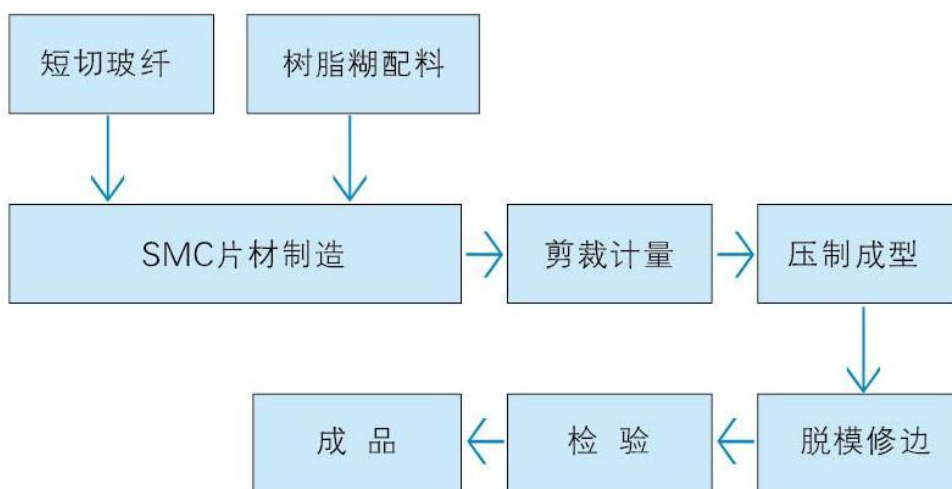 短切玻纤
树脂糊配料
SMC片材制造
剪裁计量
压制成型
脱模修边
检 验
成 品